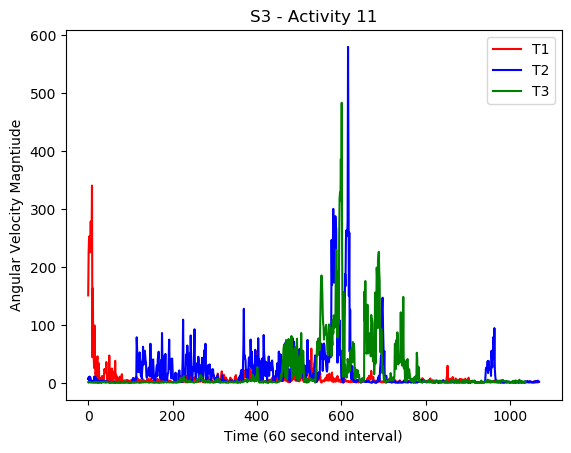 S3 - Activity 11
T1
T2
T3
600
500
400
300
200
100
0
Angular Velocity Magntiude
0 200 400 600 800 1000
Time (60 second interval)